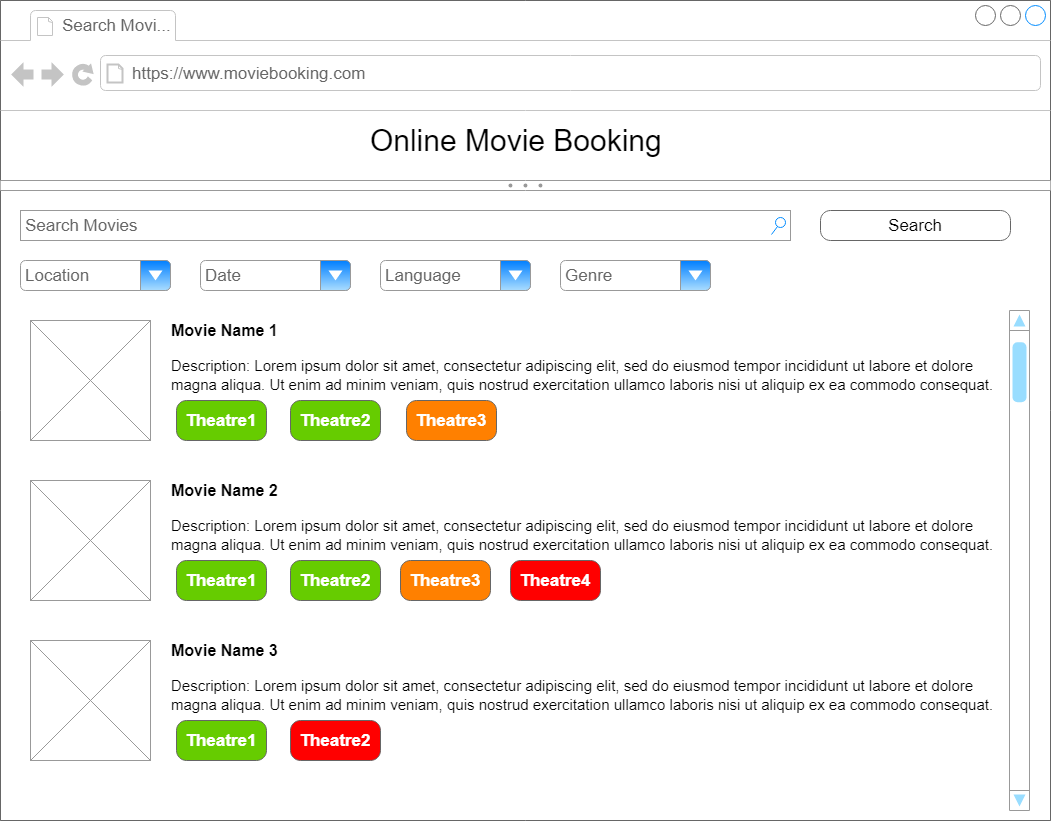 Search Movi...
https://www.moviebooking.com
Online Movie Booking
Search Movies
Search
Location
Date
Language
Genre
Movie Name 1
Description: Lorem ipsum dolor sit amet, consectetur adipiscing elit, sed do eiusmod tempor incididunt ut labore et dolore
magna aliqua. Ut enim ad minim veniam, quis nostrud exercitation ullamco laboris nisi ut aliquip ex ea commodo consequat.
Theatre1
Theatre2
Theatre3
Movie Name 2
Description: Lorem ipsum dolor sit amet, consectetur adipiscing elit, sed do eiusmod tempor incididunt ut labore et dolore
magna aliqua. Ut enim ad minim veniam, quis nostrud exercitation ullamco laboris nisi ut aliquip ex ea commodo consequat.
Theatre1
Theatre2
Theatre3
Theatre4
Movie Name 3
Description: Lorem ipsum dolor sit amet, consectetur adipiscing elit, sed do eiusmod tempor incididunt ut labore et dolore
magna aliqua. Ut enim ad minim veniam, quis nostrud exercitation ullamco laboris nisi ut aliquip ex ea commodo consequat.
Theatre1
Theatre2